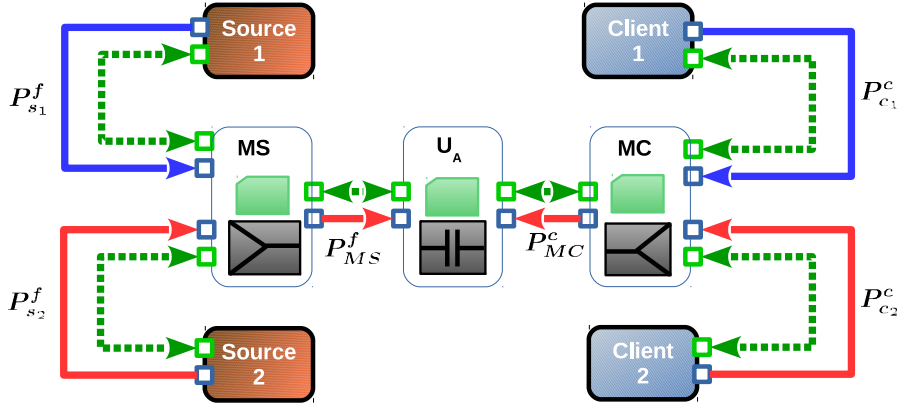 Source
1
Client
1
P^f_{s_1}
P^c_{c_1}
MS
U_A
MC
P^f_{MS}
P^c_{MC}
P^f_{s_2}
P^c_{c_2}
Source
2
Client
2